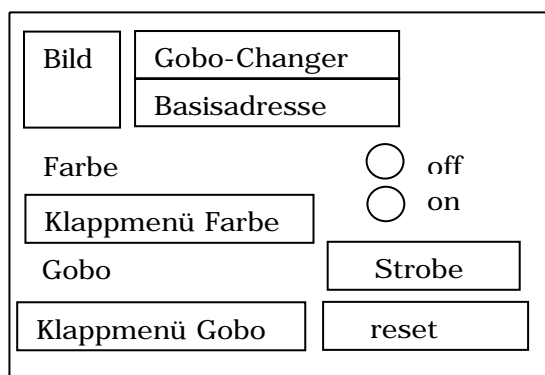 Bild
Gobo-Changer
Basisadresse
Farbe
off
on
Klappmenü Farbe
Gobo
Strobe
Klappmenü Gobo
reset